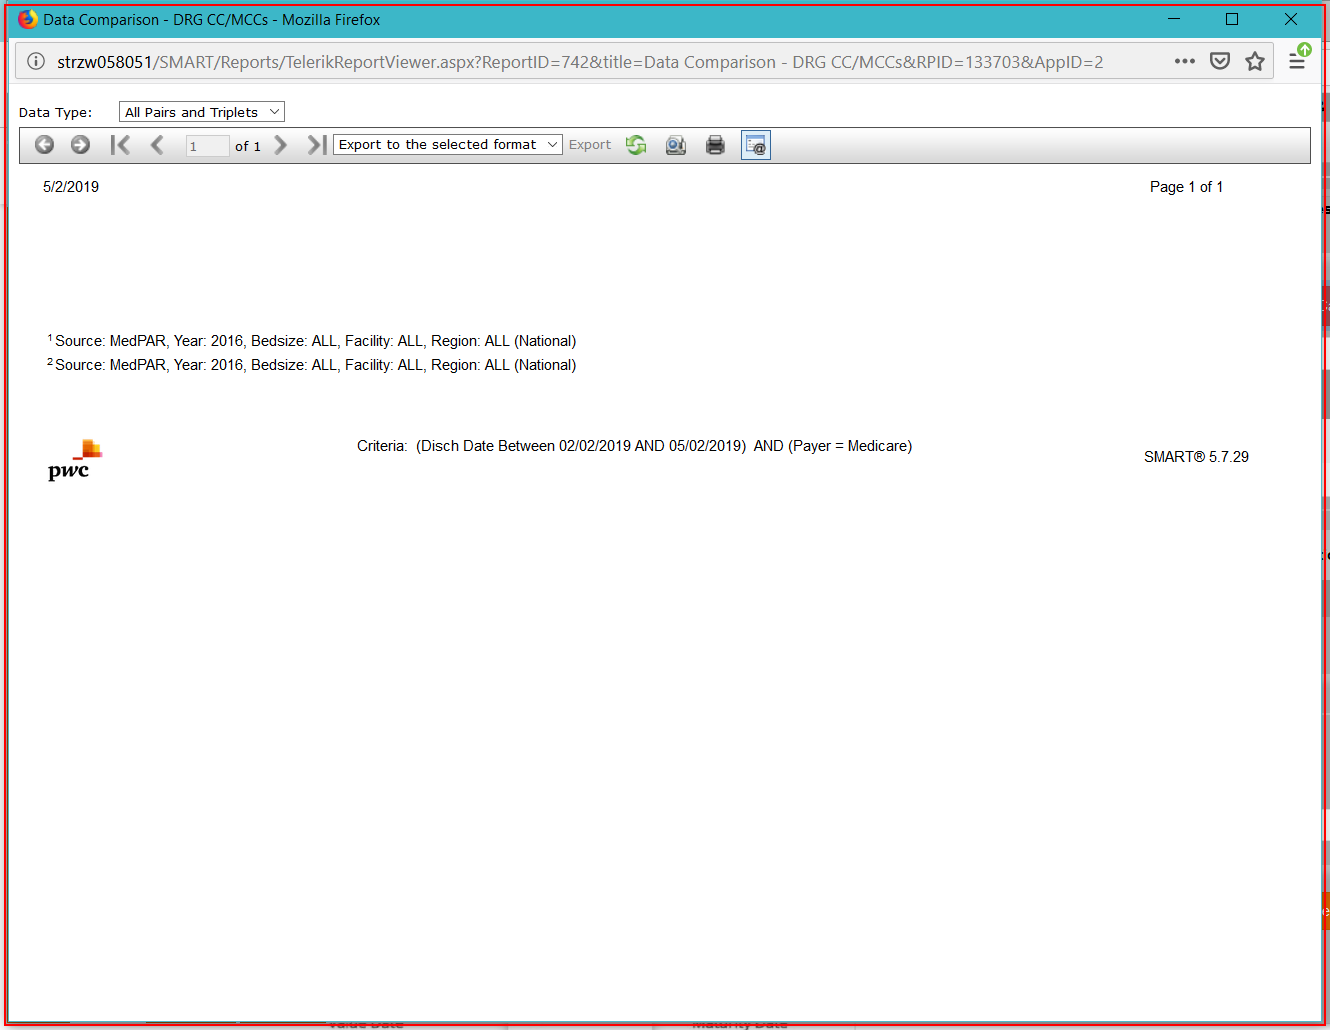 Data Comparison - DRG CC/MCCs - Mozilla Firefox
strzw058051/SMART/Reports/TelerikReportViewer.aspx?ReportID=742&title=Data Comparison - DRG CC/MCCs&RPID=133703&AppID=2
Data Type: All Pairs and Triplets
1 of 1 Export to the selected format Export
5/2/2019 Page 1 of 1
1 Source: MedPAR, Year: 2016, Bedsize: ALL, Facility: ALL, Region: ALL (National)
2 Source: MedPAR, Year: 2016, Bedsize: ALL, Facility: ALL, Region: ALL (National)
Criteria: (Disch Date Between 02/02/2019 AND 05/02/2019) AND (Payer = Medicare)
pwc
SMART® 5.7.29
Value Date Maturity Date